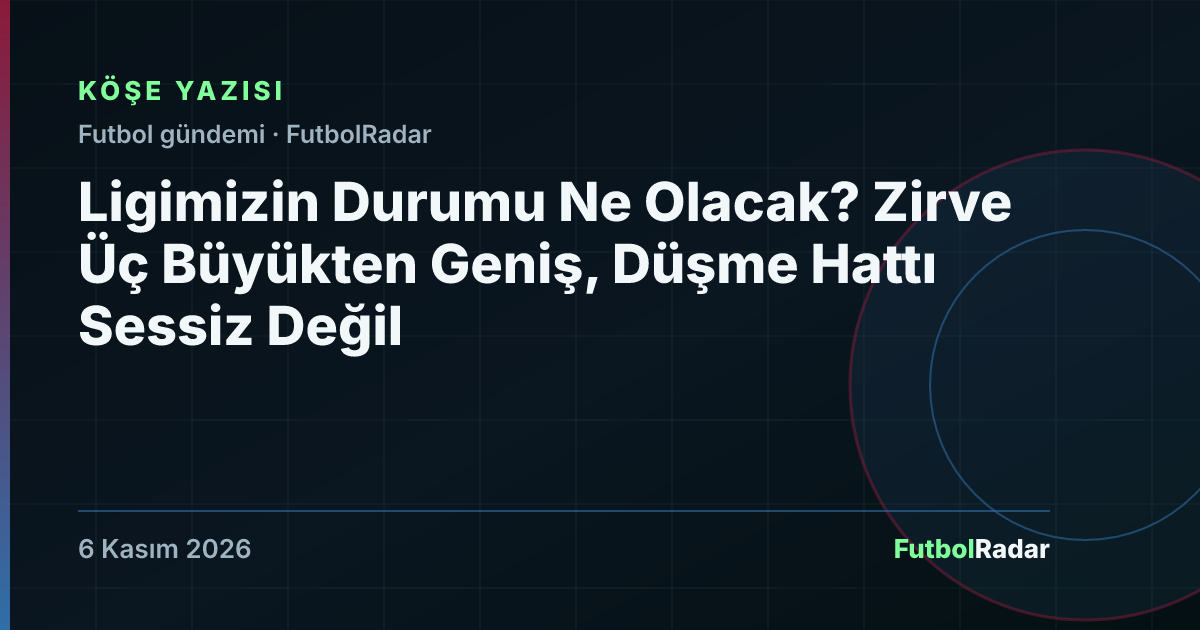 KÖŞE YAZISI
Futbol gündemi · FutbolRadar
Ligimizin Durumu Ne Olacak? Zirve
Üç Büyükten Geniş, Düşme Hattı
Sessiz Değil
6 Kasım 2026
FutbolRadar